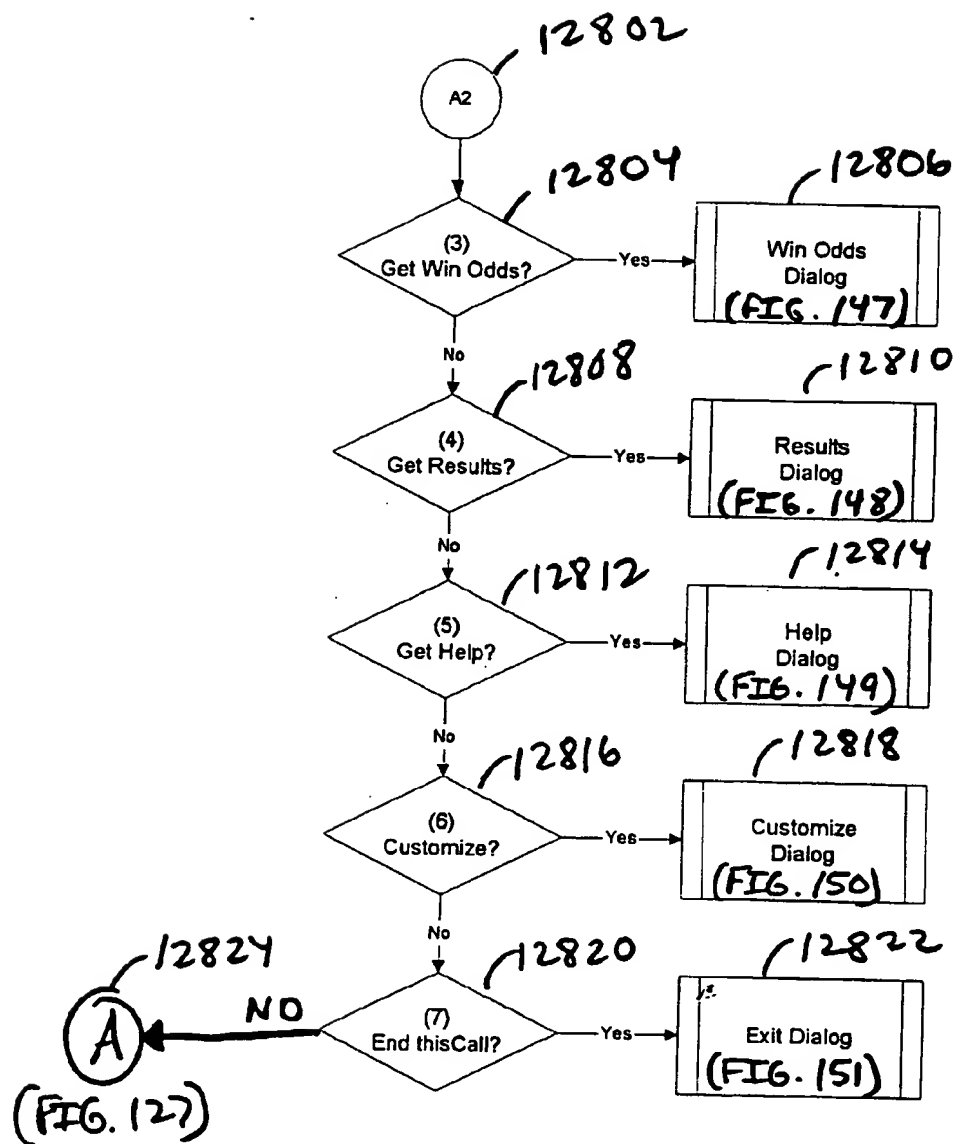 12802
A2
12804
12806
(3)
Get Win Odds?
Yes
Win Odds
Dialog
(FIG. 147)
No
12808
12810
(4)
Get Results?
Yes
Results
Dialog
(FIG. 148)
No
12812
12814
(5)
Get Help?
Yes
Help
Dialog
(FIG. 149)
No
12816
12818
(6)
Customize?
Yes
Customize
Dialog
(FIG. 150)
No
12824
12820
12822
A
NO
(7)
End thisCall?
Yes
Exit Dialog
(FIG. 151)
(FIG. 127)